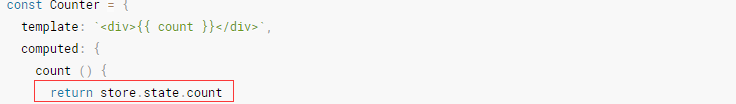 const Counter = {
  template: `<div>{{ count }}</div>`,
  computed: {
    count () {
      return store.state.count